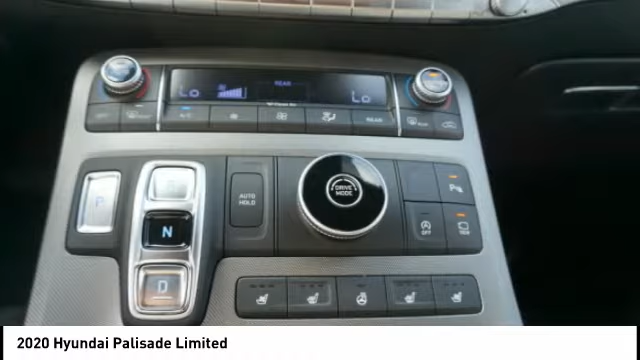 REAR
Lo Lo
REAR
P
AUTO HOLD
DRIVE MODE
N
OFF
D
2020 Hyundai Palisade Limited